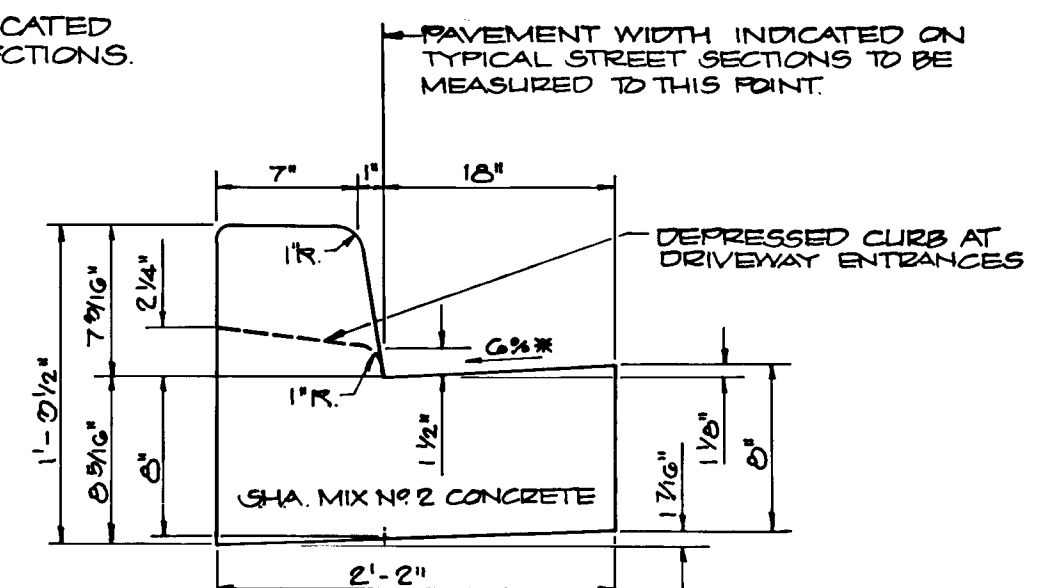 CATED
CTIONS.
PAVEMENT WIDTH INDICATED ON
TYPICAL STREET SECTIONS TO BE
MEASURED TO THIS POINT.
7"
1"
18"
1"R.
DEPRESSED CURB AT
DRIVEWAY ENTRANCES
2 1/4"
7 3/16"
6%*
1"R.
1'-3 1/2"
8 5/16"
8"
1 1/2"
1 1/8"
8"
1 7/16"
S.H.A. MIX Nº 2 CONCRETE
2'-2"